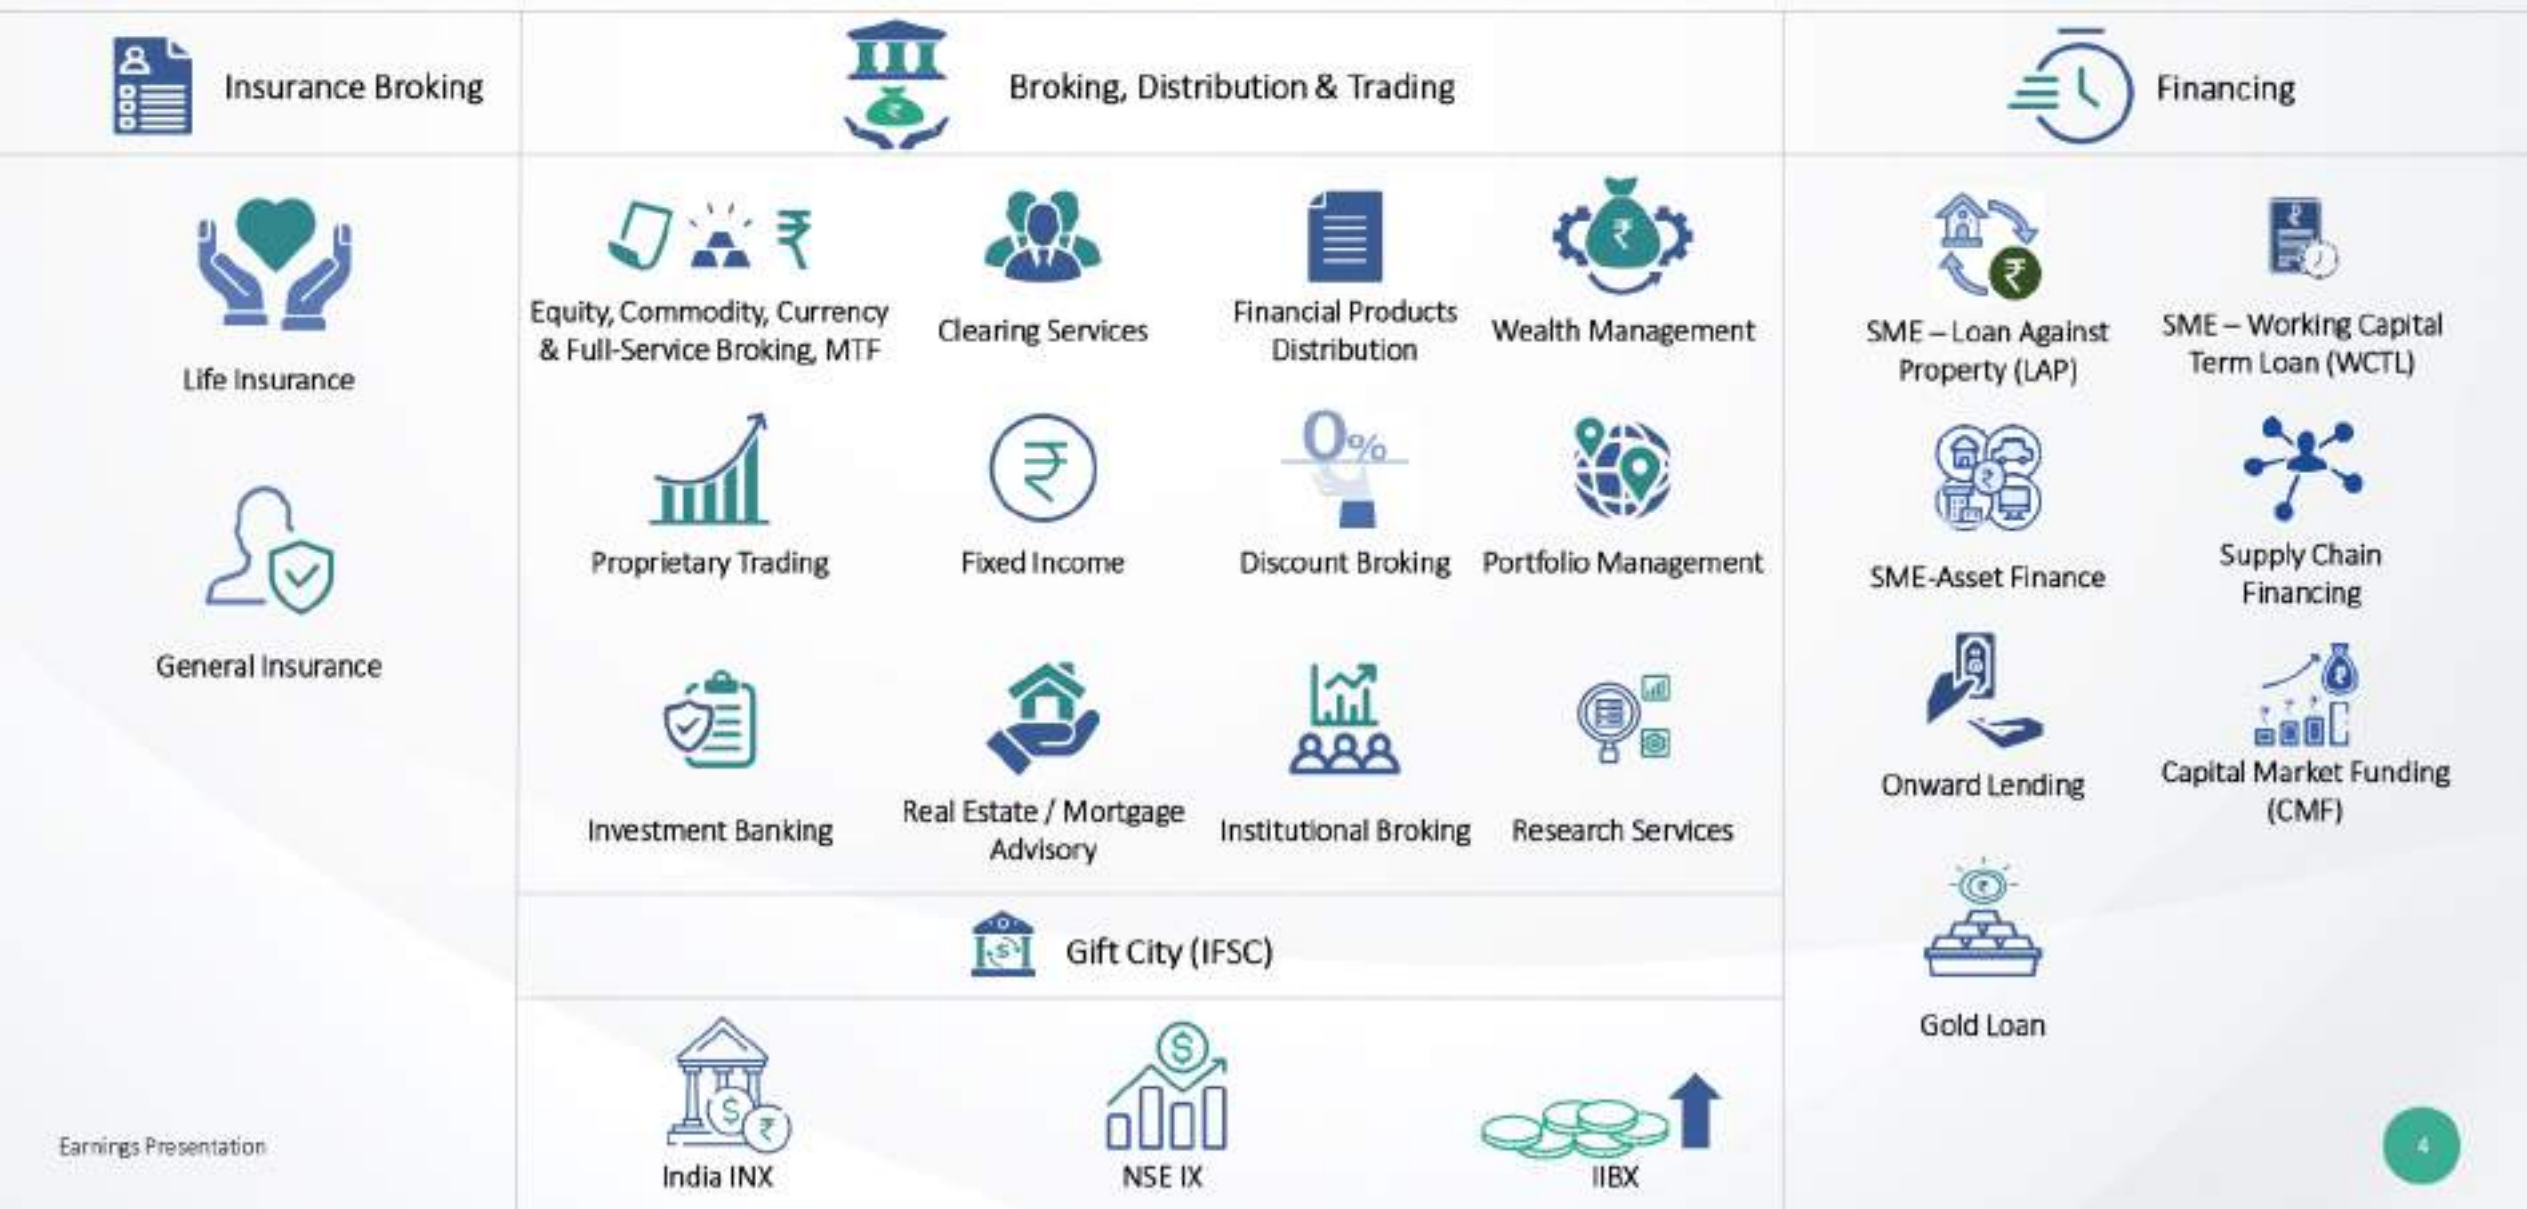 Insurance Broking
Broking, Distribution & Trading
Financing
Life Insurance
General Insurance
Equity, Commodity, Currency
& Full-Service Broking, MTF
Clearing Services
Financial Products
Distribution
Wealth Management
Proprietary Trading
Fixed Income
0%
Discount Broking
Portfolio Management
Investment Banking
Real Estate / Mortgage
Advisory
Institutional Broking
Research Services
Gift City (IFSC)
India INX
NSE IX
IIBX
SME – Loan Against
Property (LAP)
SME – Working Capital
Term Loan (WCTL)
SME-Asset Finance
Supply Chain
Financing
Onward Lending
Capital Market Funding
(CMF)
Gold Loan
Earnings Presentation
4